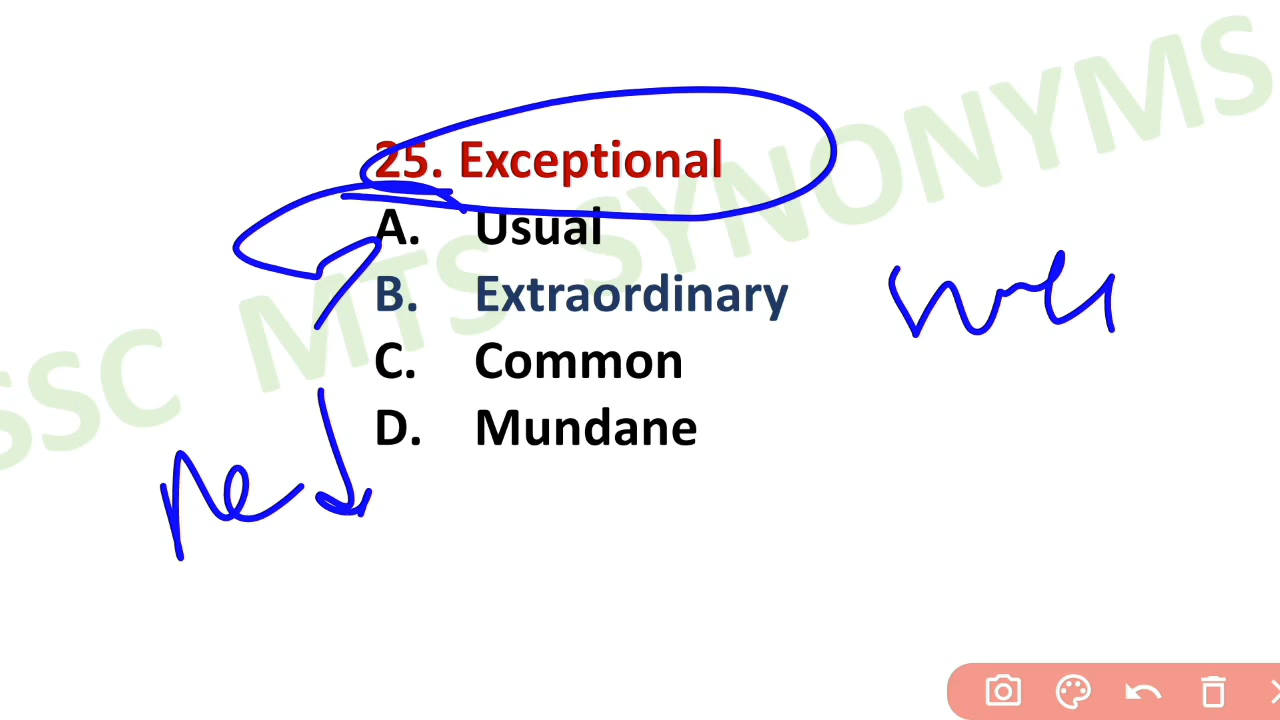 SSC MTS SYNONYMS
25. Exceptional
A. Usual
B. Extraordinary
C. Common
D. Mundane